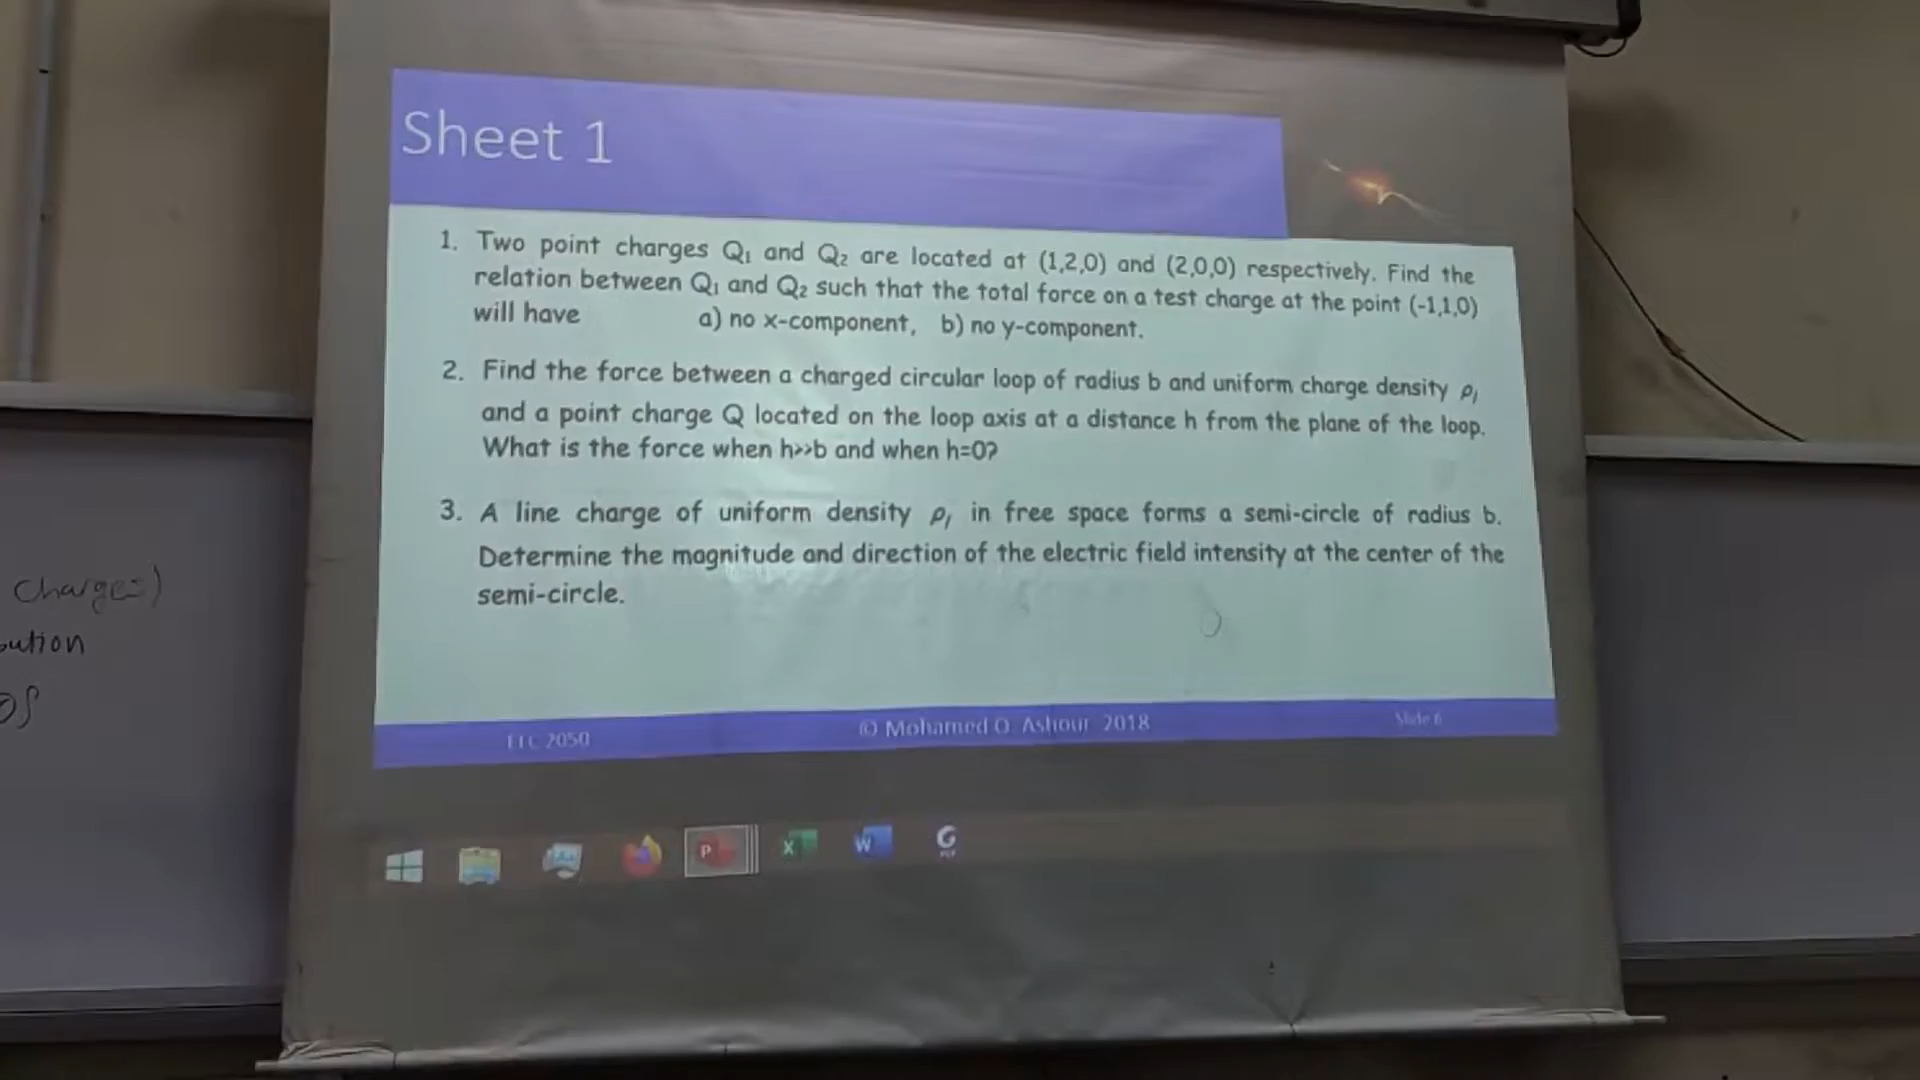 Sheet 1
1. Two point charges Q₁ and Q₂ are located at (1,2,0) and (2,0,0) respectively. Find the
relation between Q₁ and Q₂ such that the total force on a test charge at the point (-1,1,0)
will have a) no x-component, b) no y-component.
2. Find the force between a charged circular loop of radius b and uniform charge density ρₗ
and a point charge Q located on the loop axis at a distance h from the plane of the loop.
What is the force when h>>b and when h=0?
3. A line charge of uniform density ρₗ in free space forms a semi-circle of radius b.
Determine the magnitude and direction of the electric field intensity at the center of the
semi-circle.
charges)
bution
2050
© Mohamed O. Ashour 2018
Slide 6
P
X
W
G
PDF